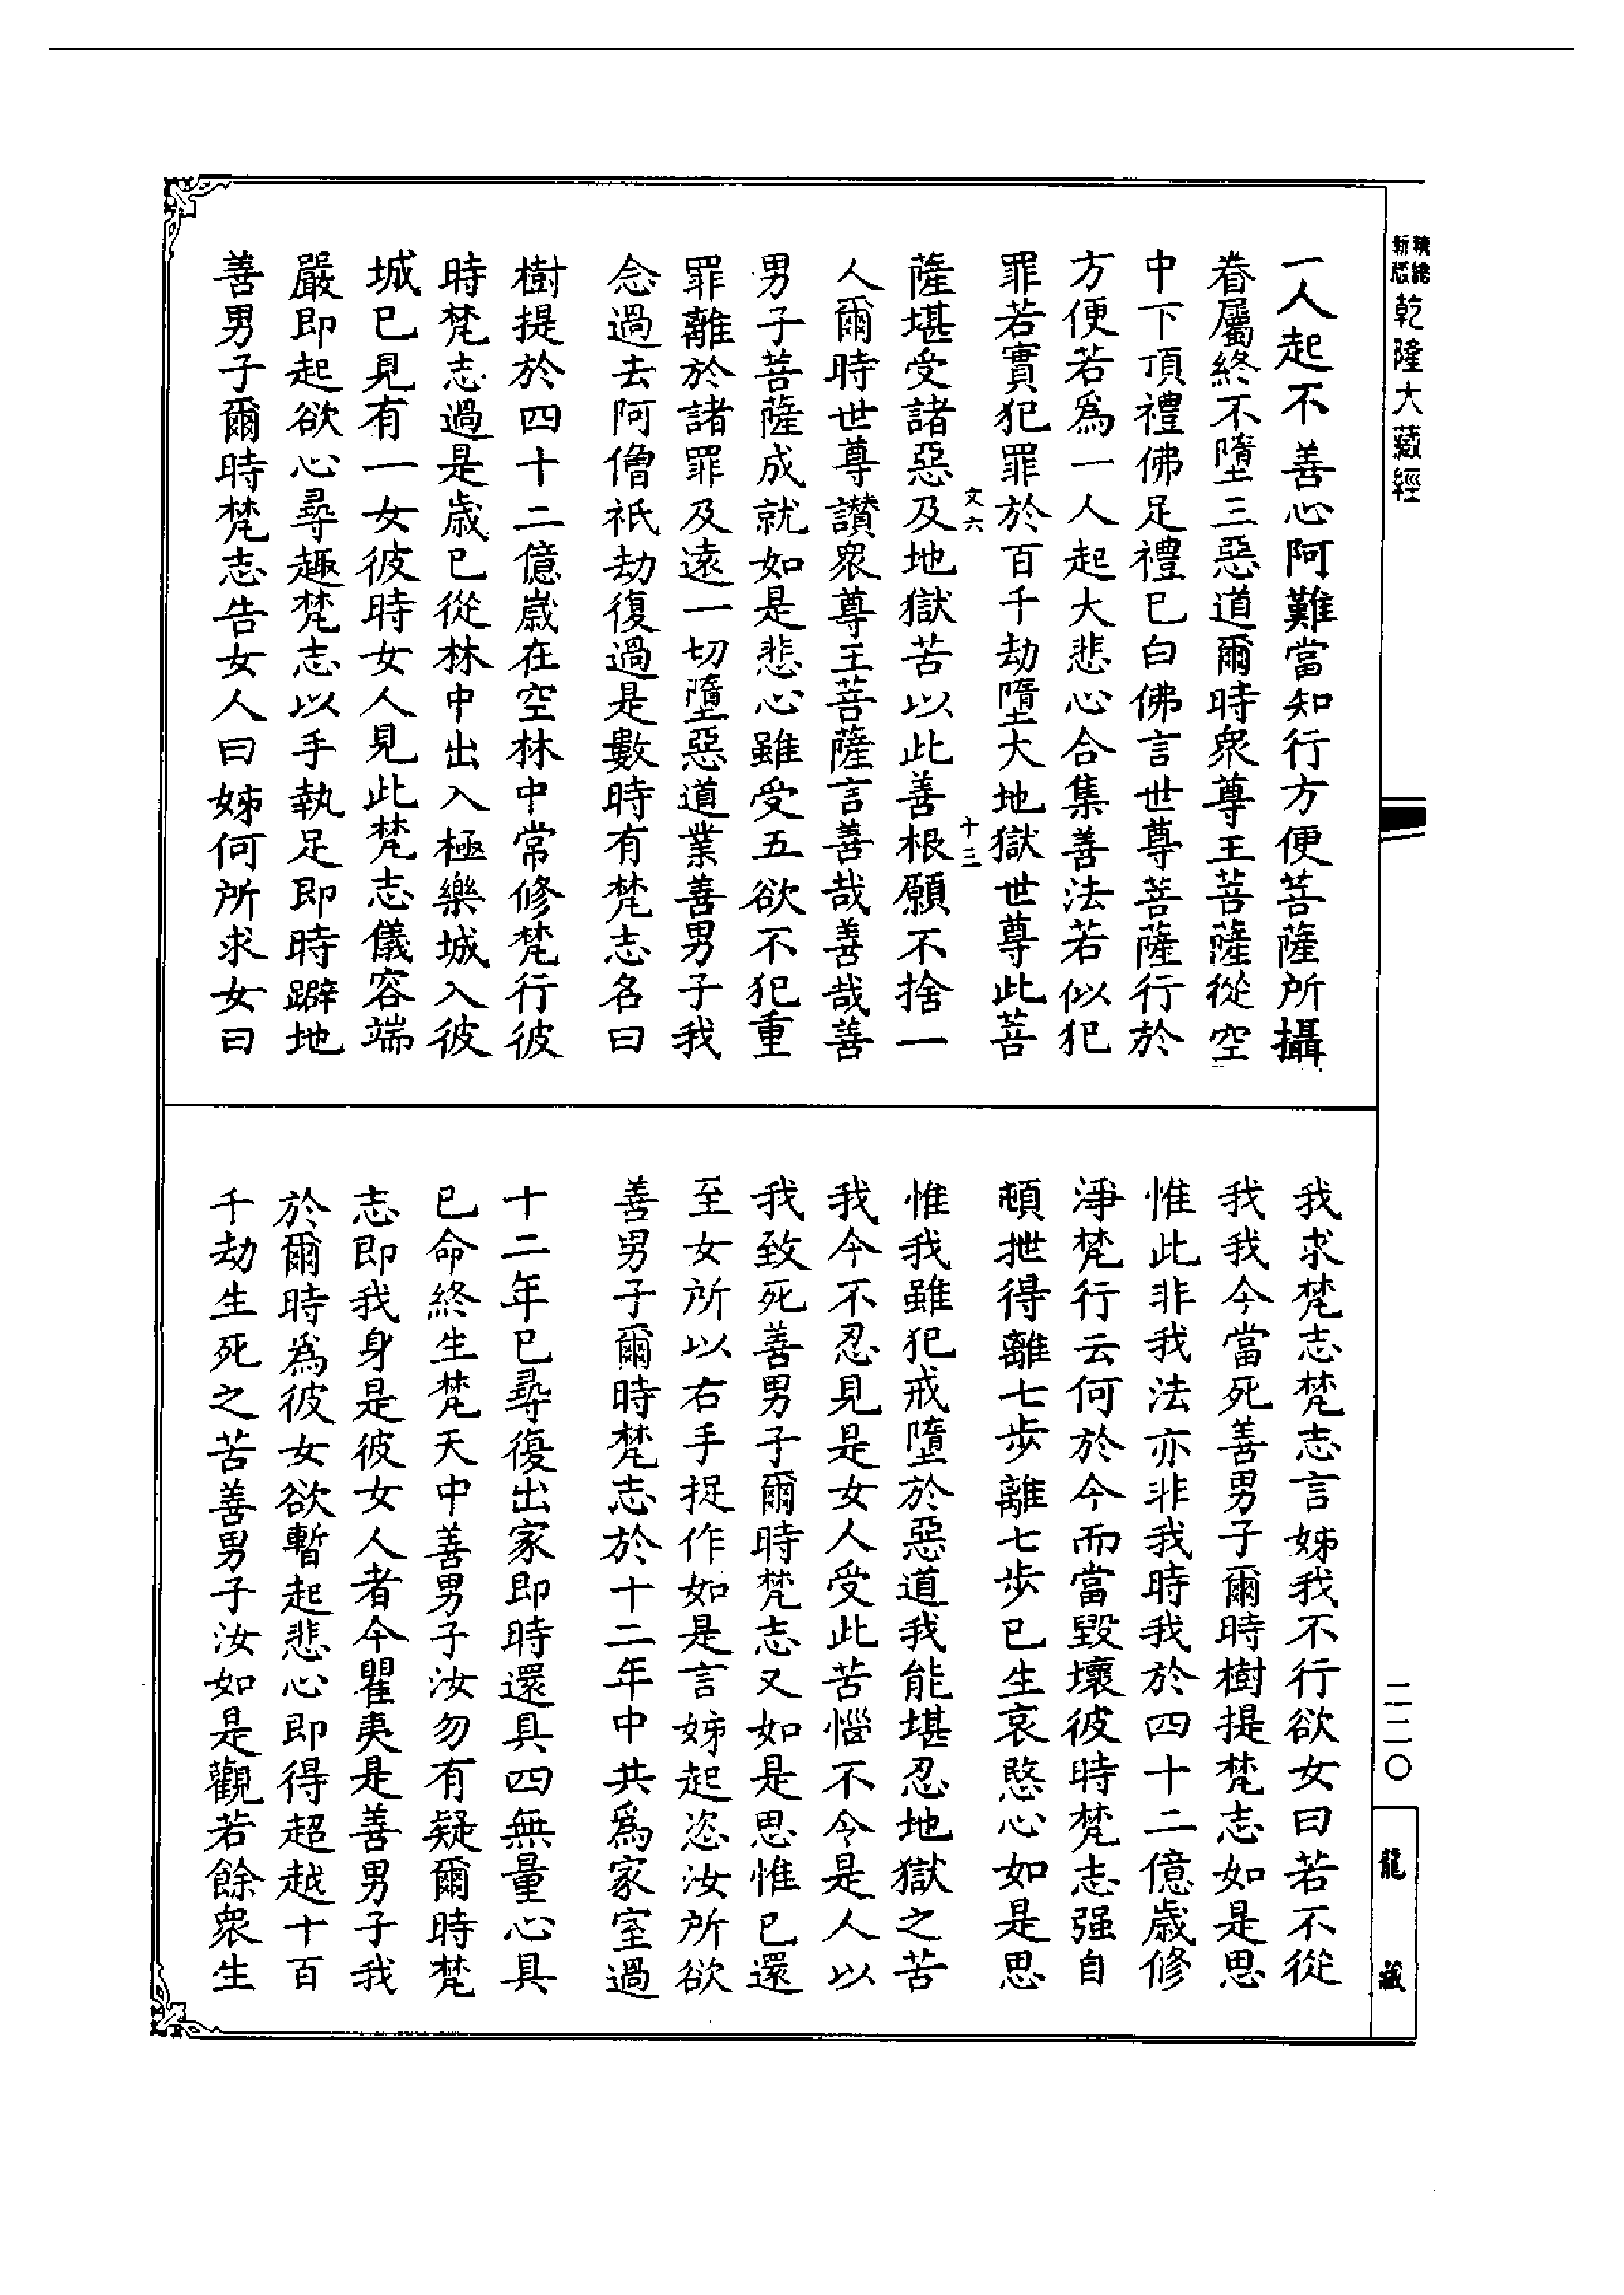 新版
乾隆大藏經
一人起不善心阿難當知行方便菩薩所攝
眷屬終不墮三惡道爾時衆尊王菩薩從空
中下頂禮佛足禮已白佛言世尊菩薩行於
方便若爲一人起大悲心合集善法若似犯
罪若實犯罪於百千劫墮大地獄世尊此菩
文六
十三
薩堪受諸惡及地獄苦以此善根願不捨一
人爾時世尊讃衆尊王菩薩言善哉善哉善
男子菩薩成就如是悲心雖受五欲不犯重
罪離於諸罪及遠一切墮惡道業善男子我
念過去阿僧祇劫復過是數時有梵志名曰
樹提於四十二億嵗在空林中常修梵行彼
時梵志過是歳已從林中出入極樂城入彼
城已見有一女彼時女人見此梵志儀容端
嚴即起欲心尋趣梵志以手執足即時躃地
善男子爾時梵志告女人曰姊何所求女曰
我求梵志梵志言姊我不行欲女曰若不從
我我今當死善男子爾時樹提梵志如是思
惟此非我法亦非我時我於四十二億歲修
淨梵行云何於今而當毀壞彼時梵志强自
頓拽得離七步離七步已生哀愍心如是思
惟我雖犯戒墮於惡道我能堪忍地獄之苦
我今不忍見是女人受此苦惱不令是人以
我致死善男子爾時梵志又如是思惟已還
至女所以右手捉作如是言姊起恣汝所欲
善男子爾時梵志於十二年中共爲家室過
十二年已尋復出家即時還具四無量心具
已命終生梵天中善男子汝勿有疑爾時梵
志即我身是彼女人者今瞿夷是善男子我
於爾時爲彼女欲暫起悲心即得超越十百
千劫生死之苦善男子汝如是觀若餘衆生
二二〇
龍藏